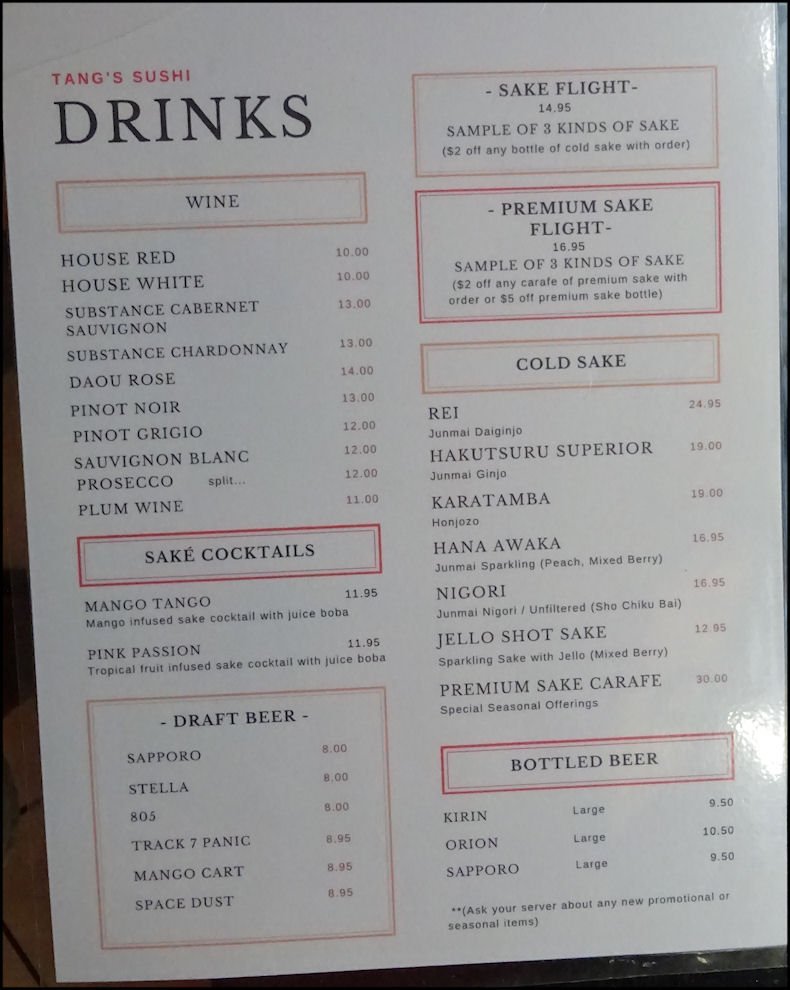 TANG'S SUSHI
DRINKS
WINE
HOUSE RED 10.00
HOUSE WHITE 10.00
SUBSTANCE CABERNET 13.00
SAUVIGNON
SUBSTANCE CHARDONNAY 13.00
DAOU ROSE 14.00
PINOT NOIR 13.00
PINOT GRIGIO 12.00
SAUVIGNON BLANC 12.00
PROSECCO split... 12.00
PLUM WINE 11.00
SAKÉ COCKTAILS
MANGO TANGO 11.95
Mango infused sake cocktail with juice boba
PINK PASSION 11.95
Tropical fruit infused sake cocktail with juice boba
- DRAFT BEER -
SAPPORO 8.00
STELLA 8.00
805 8.00
TRACK 7 PANIC 8.95
MANGO CART 8.95
SPACE DUST 8.95
- SAKE FLIGHT-
14.95
SAMPLE OF 3 KINDS OF SAKE
($2 off any bottle of cold sake with order)
- PREMIUM SAKE
FLIGHT-
16.95
SAMPLE OF 3 KINDS OF SAKE
($2 off any carafe of premium sake with
order or $5 off premium sake bottle)
COLD SAKE
REI 24.95
Junmai Daiginjo
HAKUTSURU SUPERIOR 19.00
Junmai Ginjo
KARATAMBA 19.00
Honjozo
HANA AWAKA 16.95
Junmai Sparkling (Peach, Mixed Berry)
NIGORI 16.95
Junmai Nigori / Unfiltered (Sho Chiku Bai)
JELLO SHOT SAKE 12.95
Sparkling Sake with Jello (Mixed Berry)
PREMIUM SAKE CARAFE 30.00
Special Seasonal Offerings
BOTTLED BEER
KIRIN Large 9.50
ORION Large 10.50
SAPPORO Large 9.50
**(Ask your server about any new promotional or
seasonal items)